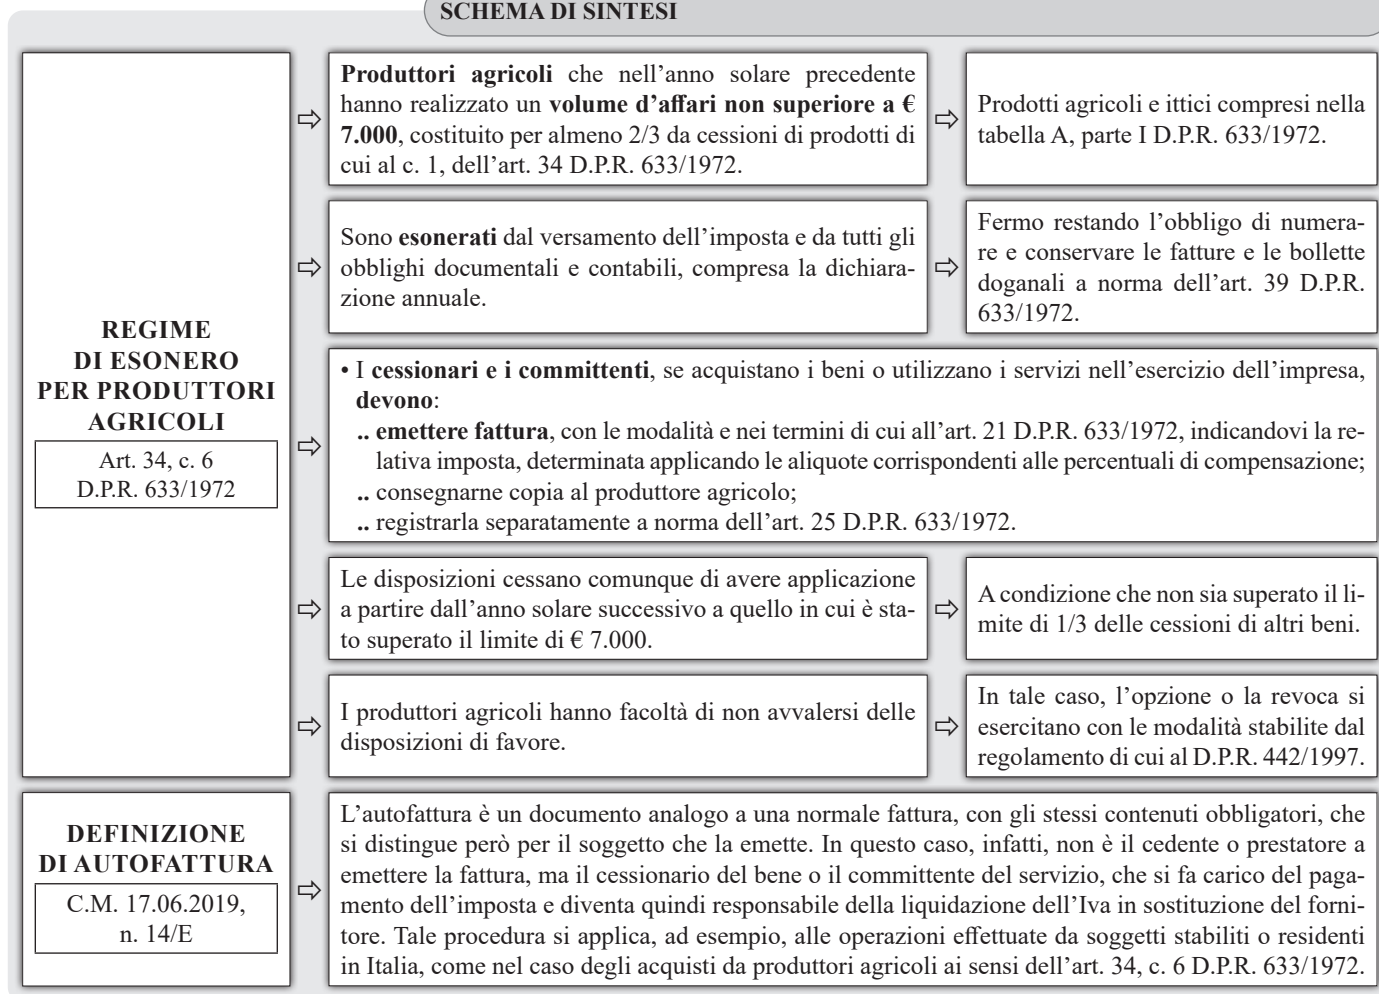 SCHEMA DI SINTESI
REGIME
DI ESONERO
PER PRODUTTORI
AGRICOLI
Art. 34, c. 6
D.P.R. 633/1972
⇨
Produttori agricoli che nell’anno solare precedente
hanno realizzato un volume d’affari non superiore a €
7.000, costituito per almeno 2/3 da cessioni di prodotti di
cui al c. 1, dell’art. 34 D.P.R. 633/1972.
⇨
Prodotti agricoli e ittici compresi nella
tabella A, parte I D.P.R. 633/1972.
⇨
Sono esonerati dal versamento dell’imposta e da tutti gli
obblighi documentali e contabili, compresa la dichiara-
zione annuale.
⇨
Fermo restando l’obbligo di numera-
re e conservare le fatture e le bollette
doganali a norma dell’art. 39 D.P.R.
633/1972.
⇨
• I cessionari e i committenti, se acquistano i beni o utilizzano i servizi nell’esercizio dell’impresa,
devono:
.. emettere fattura, con le modalità e nei termini di cui all’art. 21 D.P.R. 633/1972, indicandovi la re-
lativa imposta, determinata applicando le aliquote corrispondenti alle percentuali di compensazione;
.. consegnarne copia al produttore agricolo;
.. registrarla separatamente a norma dell’art. 25 D.P.R. 633/1972.
⇨
Le disposizioni cessano comunque di avere applicazione
a partire dall’anno solare successivo a quello in cui è sta-
to superato il limite di € 7.000.
⇨
A condizione che non sia superato il li-
mite di 1/3 delle cessioni di altri beni.
⇨
I produttori agricoli hanno facoltà di non avvalersi delle
disposizioni di favore.
⇨
In tale caso, l’opzione o la revoca si
esercitano con le modalità stabilite dal
regolamento di cui al D.P.R. 442/1997.
DEFINIZIONE
DI AUTOFATTURA
C.M. 17.06.2019,
n. 14/E
⇨
L’autofattura è un documento analogo a una normale fattura, con gli stessi contenuti obbligatori, che
si distingue però per il soggetto che la emette. In questo caso, infatti, non è il cedente o prestatore a
emettere la fattura, ma il cessionario del bene o il committente del servizio, che si fa carico del paga-
mento dell’imposta e diventa quindi responsabile della liquidazione dell’Iva in sostituzione del forni-
tore. Tale procedura si applica, ad esempio, alle operazioni effettuate da soggetti stabiliti o residenti
in Italia, come nel caso degli acquisti da produttori agricoli ai sensi dell’art. 34, c. 6 D.P.R. 633/1972.